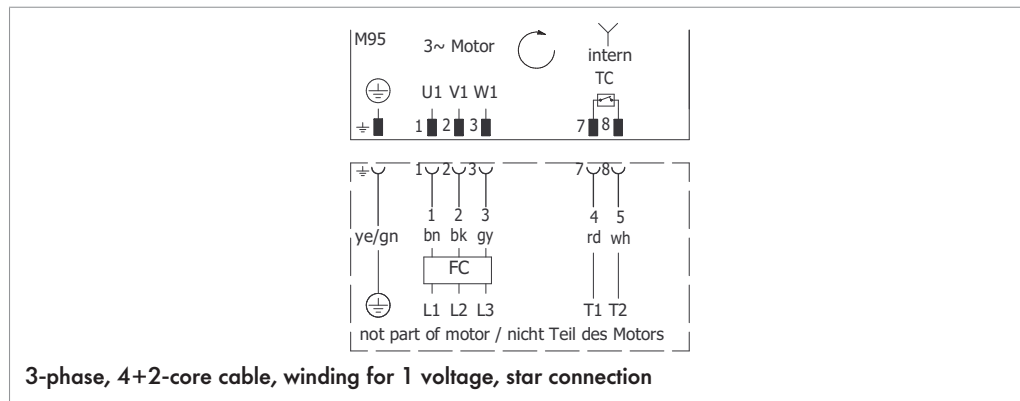 M95
3~ Motor
intern
TC
U1 V1 W1
1 2 3
7 8
1 2 3
7 8
1 2 3
4 5
ye/gn
bn bk gy
rd wh
FC
L1 L2 L3
T1 T2
not part of motor / nicht Teil des Motors
3-phase, 4+2-core cable, winding for 1 voltage, star connection